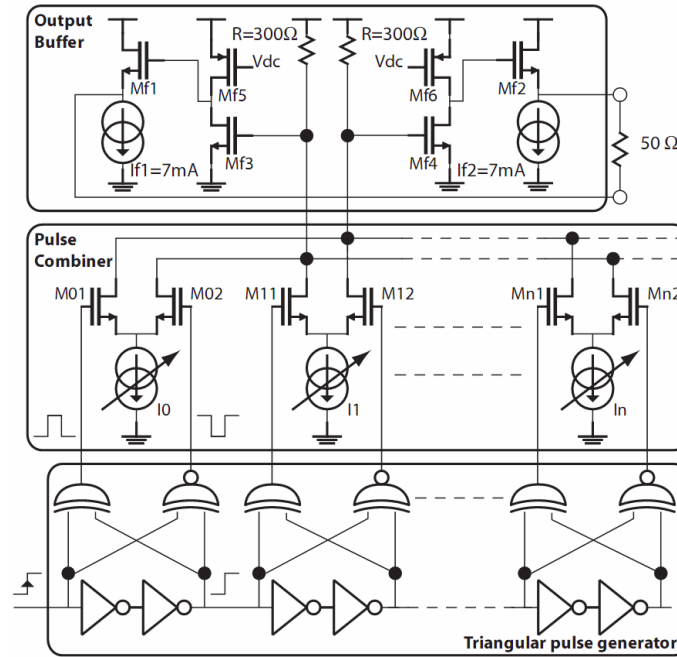 Output
Buffer
R=300Ω
R=300Ω
Vdc
Vdc
Mf1
Mf5
Mf6
Mf2
Mf3
Mf4
50 Ω
If1=7mA
If2=7mA
Pulse
Combiner
M01
M02
M11
M12
Mn1
Mn2
I0
I1
In
Triangular pulse generator